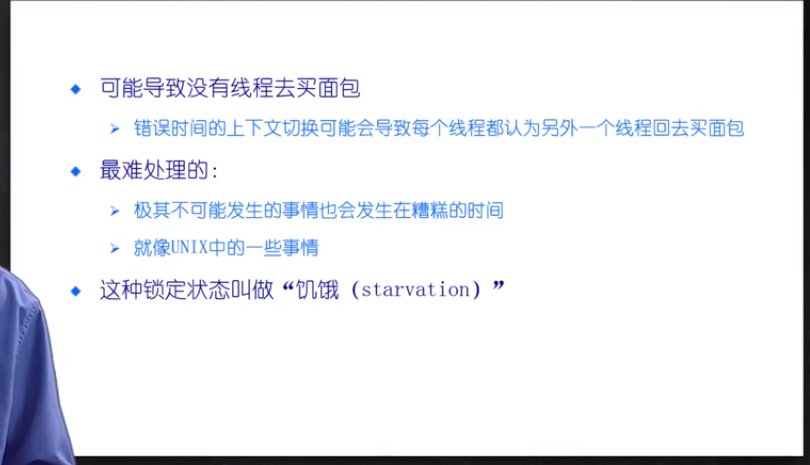 可能导致没有线程去买面包
错误时间的上下文切换可能会导致每个线程都认为另外一个线程回去买面包
最难处理的:
极其不可能发生的事情也会发生在糟糕的时间
就像UNIX中的一些事情
这种锁定状态叫做“饥饿（starvation）”